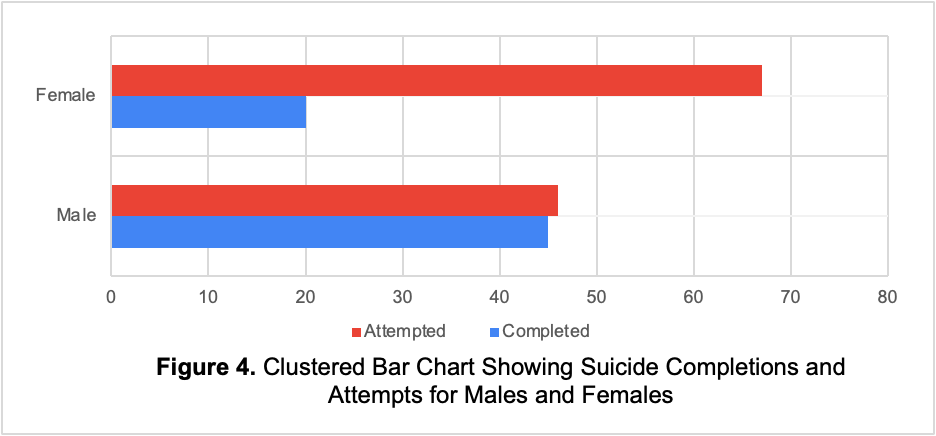 Female
Male
0 10 20 30 40 50 60 70 80
Attempted Completed
Figure 4. Clustered Bar Chart Showing Suicide Completions and
Attempts for Males and Females